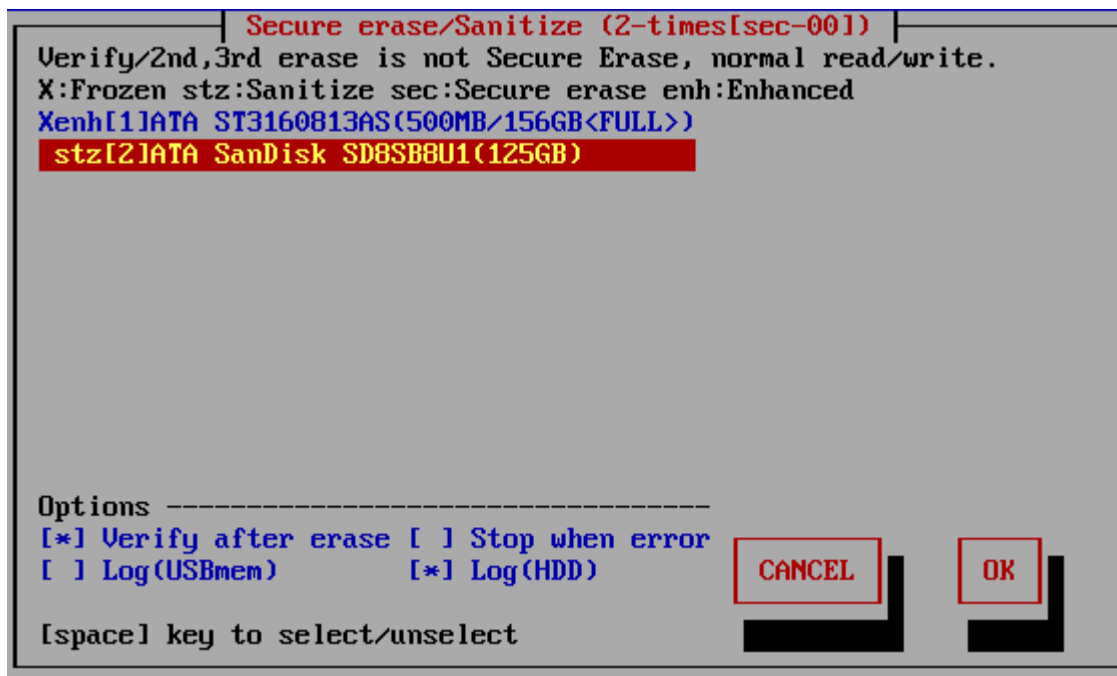 Secure erase/Sanitize (2-times[sec-00])
Verify/2nd,3rd erase is not Secure Erase, normal read/write.
X:Frozen stz:Sanitize sec:Secure erase enh:Enhanced
Xenh[1]ATA ST3160813AS(500MB/156GB<FULL>)
stz[2]ATA SanDisk SD8SB8U1(125GB)
Options ----------------------------------
[*] Verify after erase [ ] Stop when error
[ ] Log(USBmem) [*] Log(HDD)
CANCEL OK
[space] key to select/unselect